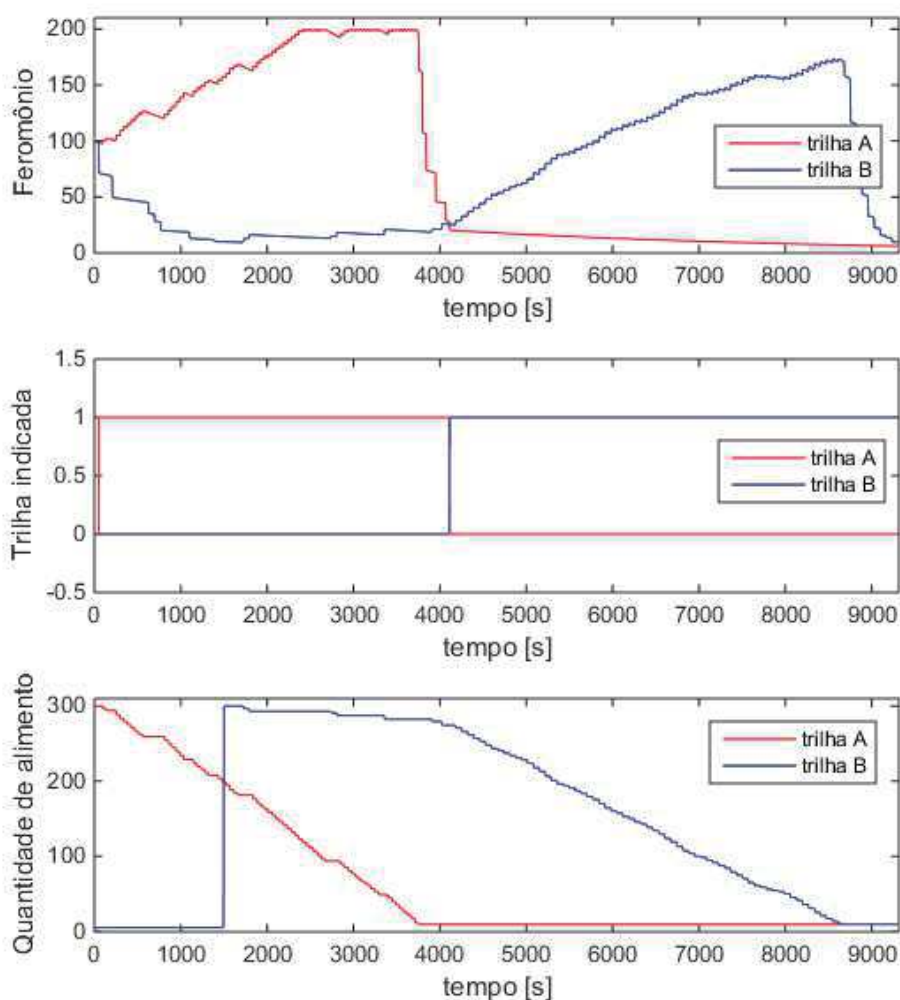 Feromônio
200
150
100
50
0
trilha A
trilha B
0 1000 2000 3000 4000 5000 6000 7000 8000 9000
tempo [s]
Trilha indicada
1.5
1
0.5
0
-0.5
trilha A
trilha B
0 1000 2000 3000 4000 5000 6000 7000 8000 9000
tempo [s]
Quantidade de alimento
300
200
100
0
trilha A
trilha B
0 1000 2000 3000 4000 5000 6000 7000 8000 9000
tempo [s]